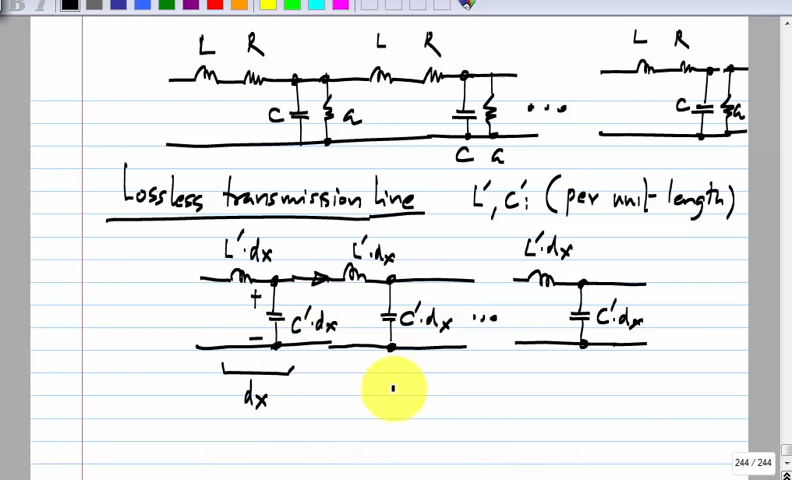 L R L R L R
C a C a
C a
Lossless transmission line L', C': (per unit-length)
L'·dx L'·dx L'·dx
+
C'·dx C'·dx ... C'·dx
−
dx
244 / 244